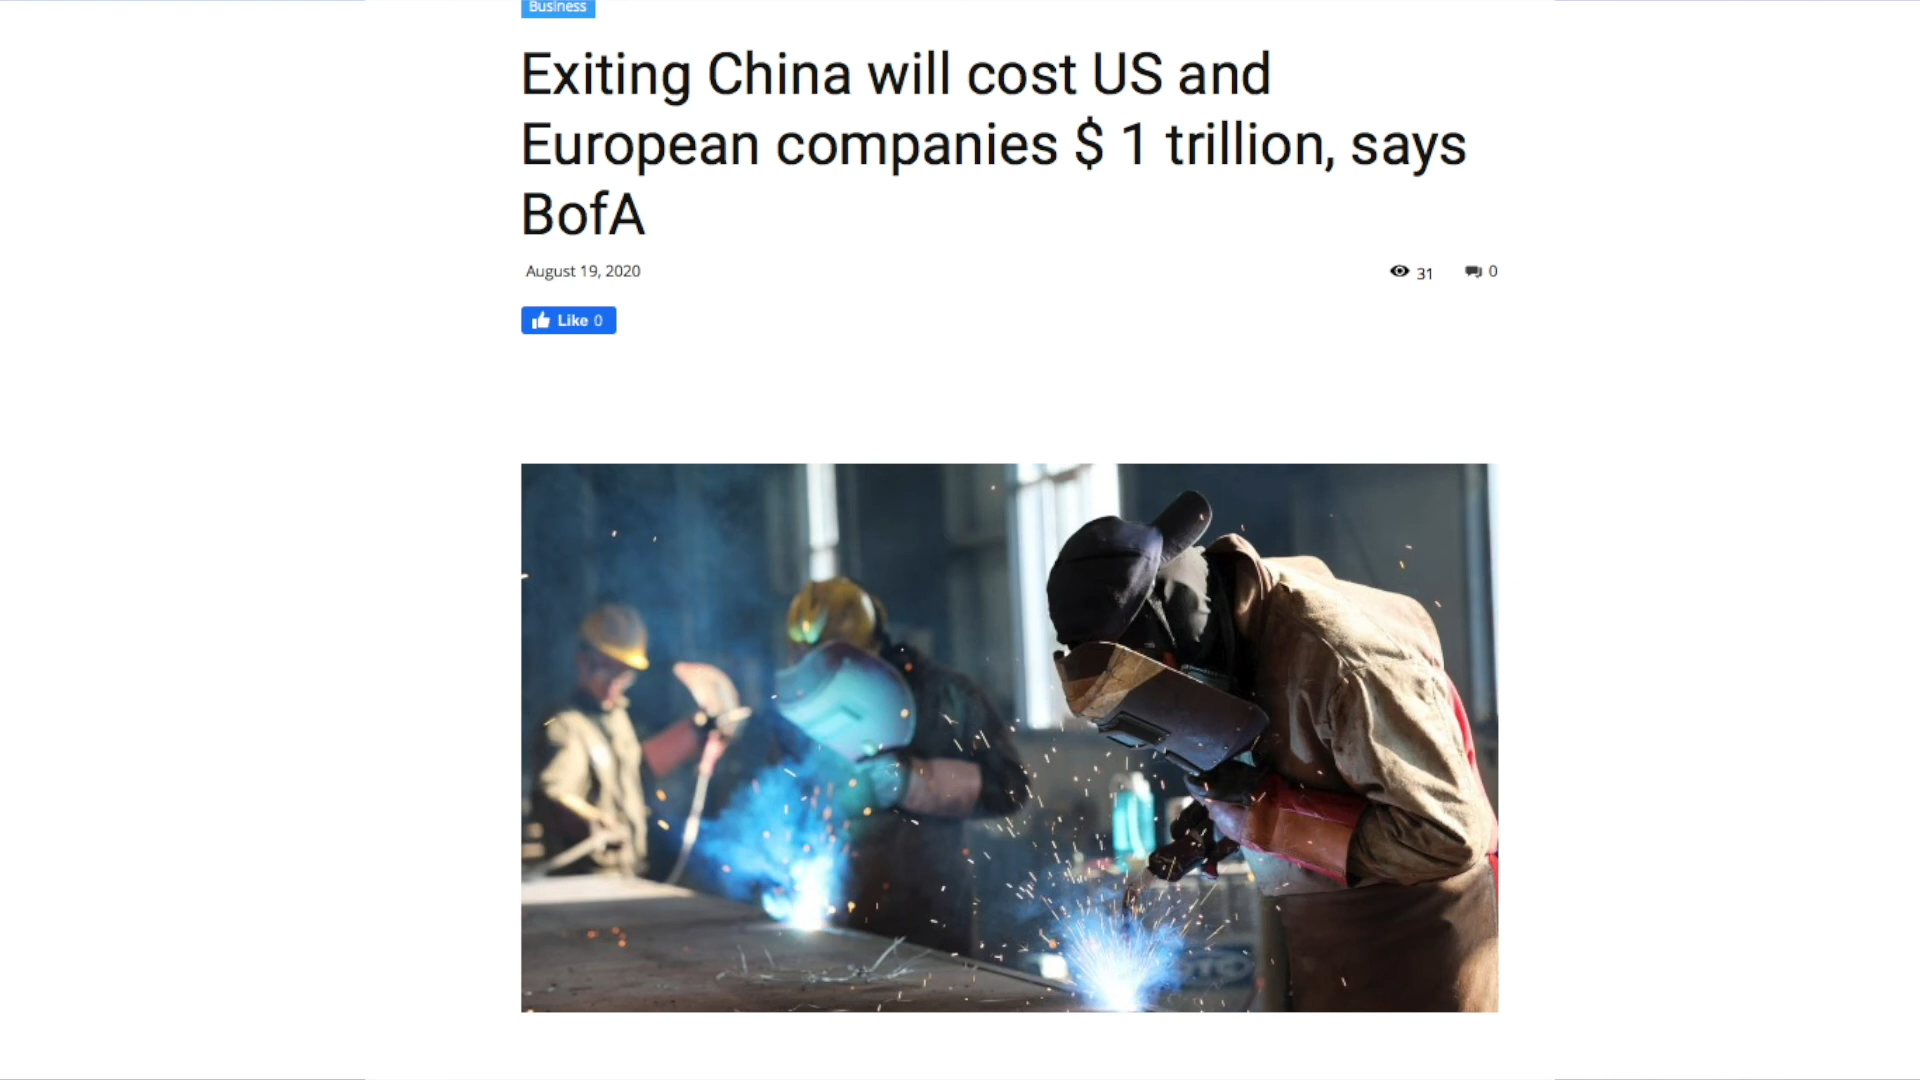 Business
Exiting China will cost US and
European companies $ 1 trillion, says
BofA
August 19, 2020
31
0
Like 0